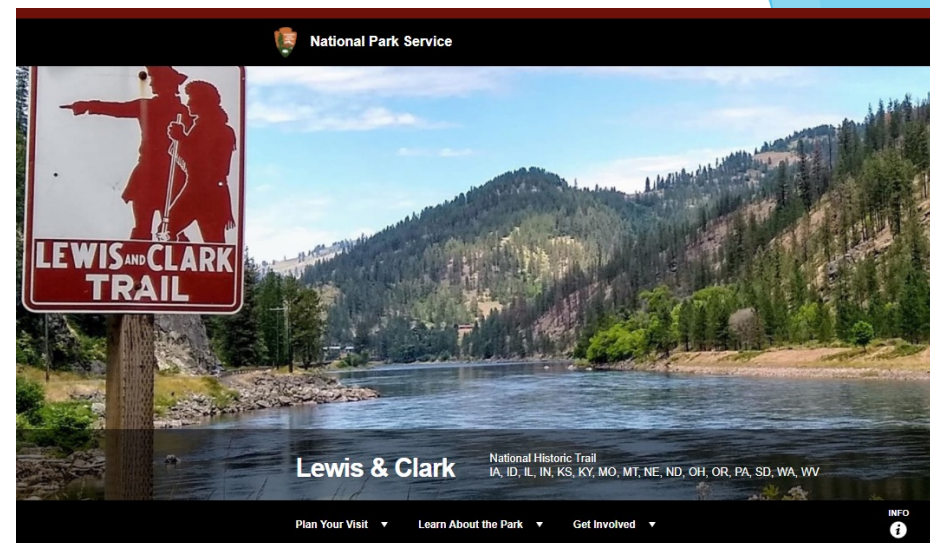 National Park Service
LEWIS AND CLARK
TRAIL
Lewis & Clark
National Historic Trail
IA, ID, IL, IN, KS, KY, MO, MT, NE, ND, OH, OR, PA, SD, WA, WV
Plan Your Visit
Learn About the Park
Get Involved
INFO
i